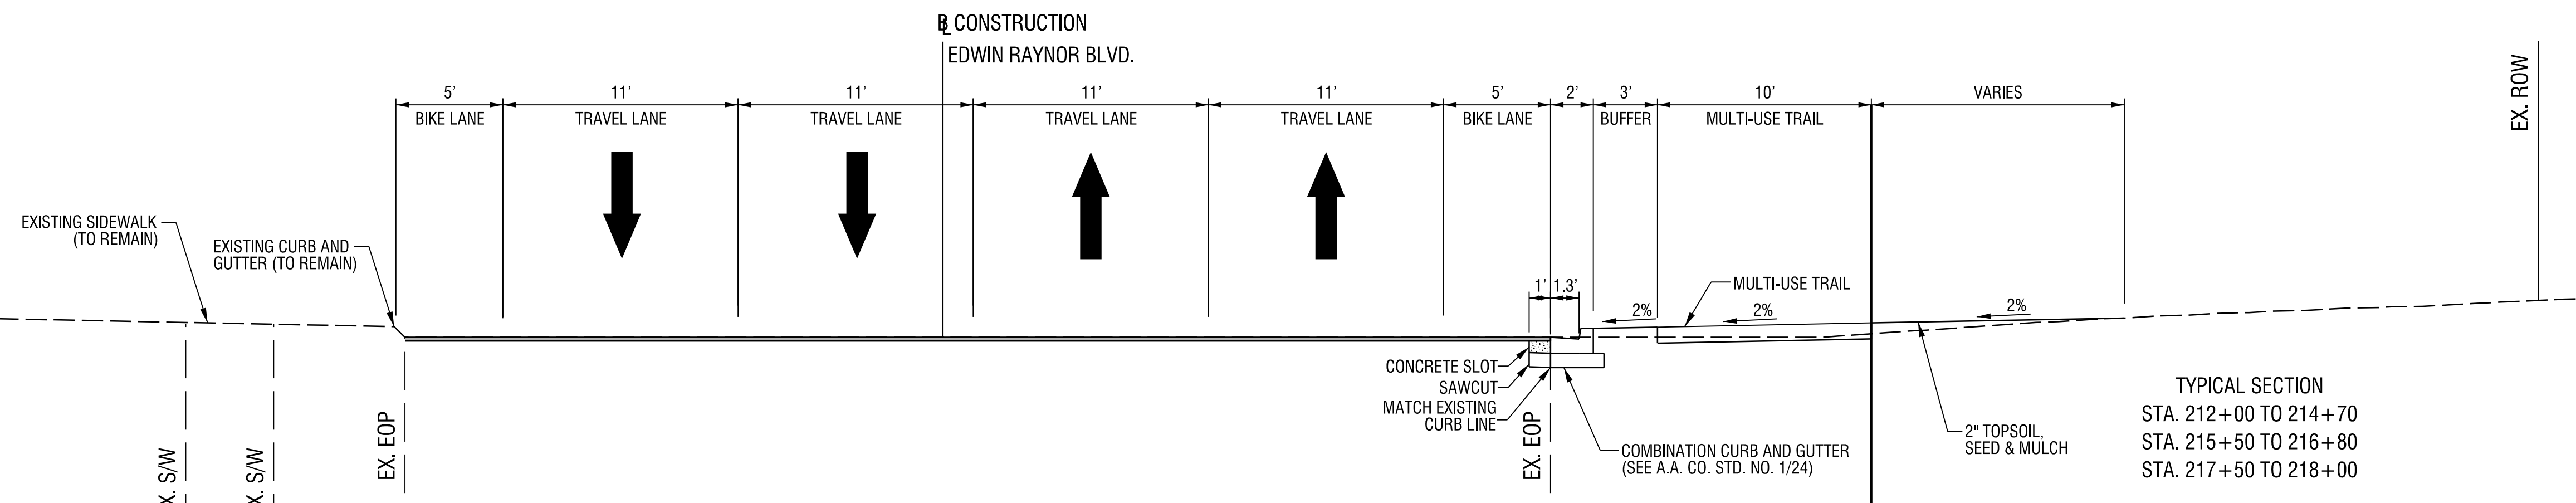 ℄ CONSTRUCTION
EDWIN RAYNOR BLVD.
5' 11' 11' 11' 11' 5' 2' 3' 10' VARIES
BIKE LANE TRAVEL LANE TRAVEL LANE TRAVEL LANE TRAVEL LANE BIKE LANE BUFFER MULTI-USE TRAIL
EX. ROW
EXISTING SIDEWALK
(TO REMAIN)
EXISTING CURB AND
GUTTER (TO REMAIN)
1' 1.3'
MULTI-USE TRAIL
2% 2% 2%
CONCRETE SLOT
SAWCUT
MATCH EXISTING
CURB LINE
EX. S/W
EX. S/W
EX. EOP
EX. EOP
COMBINATION CURB AND GUTTER
(SEE A.A. CO. STD. NO. 1/24)
2" TOPSOIL,
SEED & MULCH
TYPICAL SECTION
STA. 212+00 TO 214+70
STA. 215+50 TO 216+80
STA. 217+50 TO 218+00